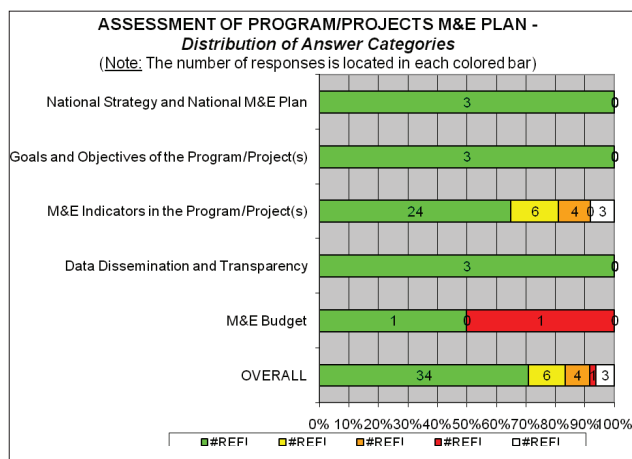 ASSESSMENT OF PROGRAM/PROJECTS M&E PLAN -
Distribution of Answer Categories
(Note: The number of responses is located in each colored bar)
National Strategy and National M&E Plan
3 0
Goals and Objectives of the Program/Project(s)
3 0
M&E Indicators in the Program/Project(s)
24 6 4 0 3
Data Dissemination and Transparency
3 0
M&E Budget
1 0 1 0
OVERALL
34 6 4 1 3
0% 10% 20% 30% 40% 50% 60% 70% 80% 90% 100%
#REF! #REF! #REF! #REF! #REF!